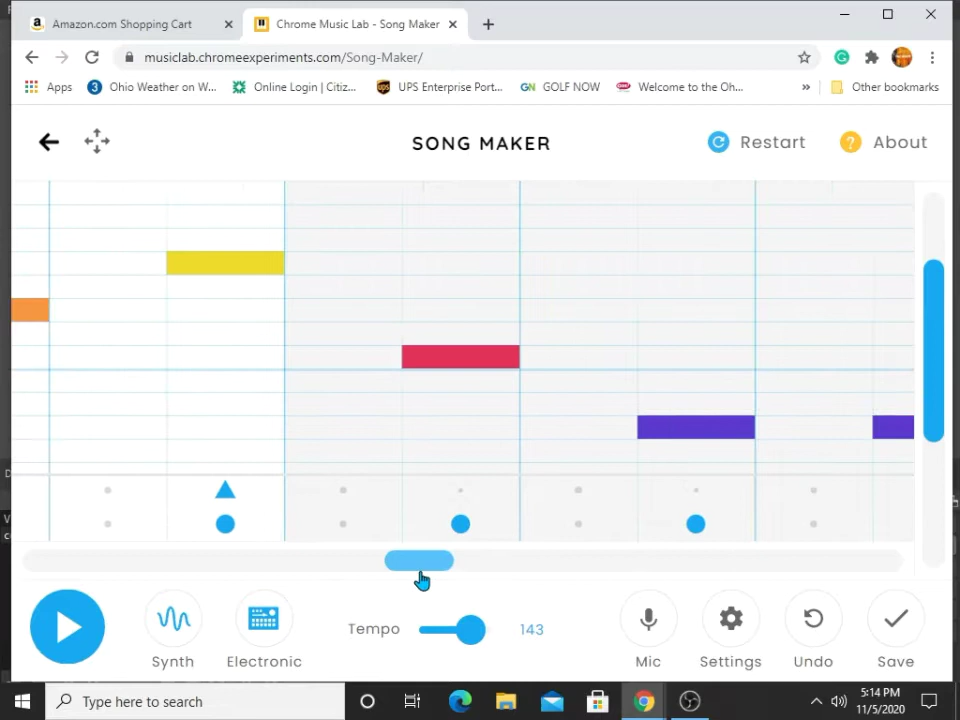 Amazon.com Shopping Cart
Chrome Music Lab - Song Maker
musiclab.chromeexperiments.com/Song-Maker/
Apps
Ohio Weather on W...
Online Login | Citiz...
UPS Enterprise Port...
GN GOLF NOW
Welcome to the Oh...
Other bookmarks
SONG MAKER
Restart
About
Tempo
143
Synth
Electronic
Mic
Settings
Undo
Save
Type here to search
5:14 PM
11/5/2020